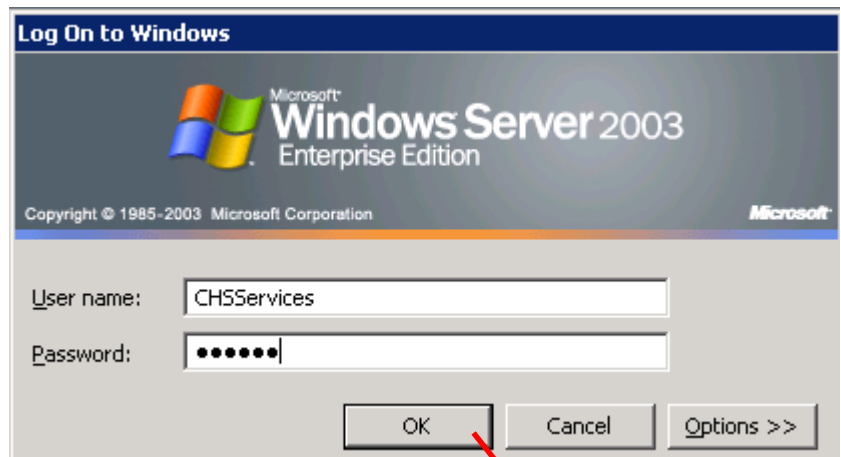 Log On to Windows
Microsoft
Windows Server 2003
Enterprise Edition
Copyright © 1985-2003 Microsoft Corporation Microsoft
User name: CHSServices
Password: ●●●●●●
OK Cancel Options >>